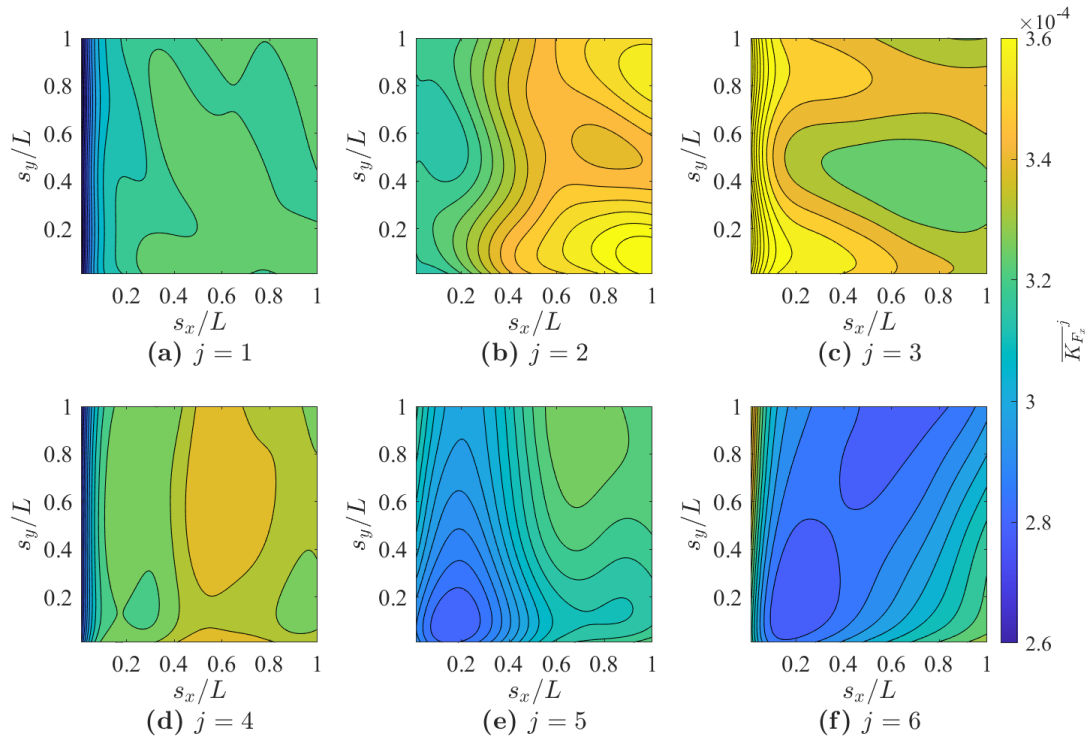 ×10⁻⁴
1 1 1 3.6
0.8 0.8 0.8
s_y/L 0.6 s_y/L 0.6 s_y/L 0.6
0.4 0.4 0.4 3.4
0.2 0.2 0.2
0.2 0.4 0.6 0.8 1 0.2 0.4 0.6 0.8 1 0.2 0.4 0.6 0.8 1 3.2
s_x/L s_x/L s_x/L
(a) j = 1 (b) j = 2 (c) j = 3
\overline{K_{F_x}}^j
1 1 1 3
0.8 0.8 0.8
s_y/L 0.6 s_y/L 0.6 s_y/L 0.6
0.4 0.4 0.4 2.8
0.2 0.2 0.2
2.6
0.2 0.4 0.6 0.8 1 0.2 0.4 0.6 0.8 1 0.2 0.4 0.6 0.8 1
s_x/L s_x/L s_x/L
(d) j = 4 (e) j = 5 (f) j = 6